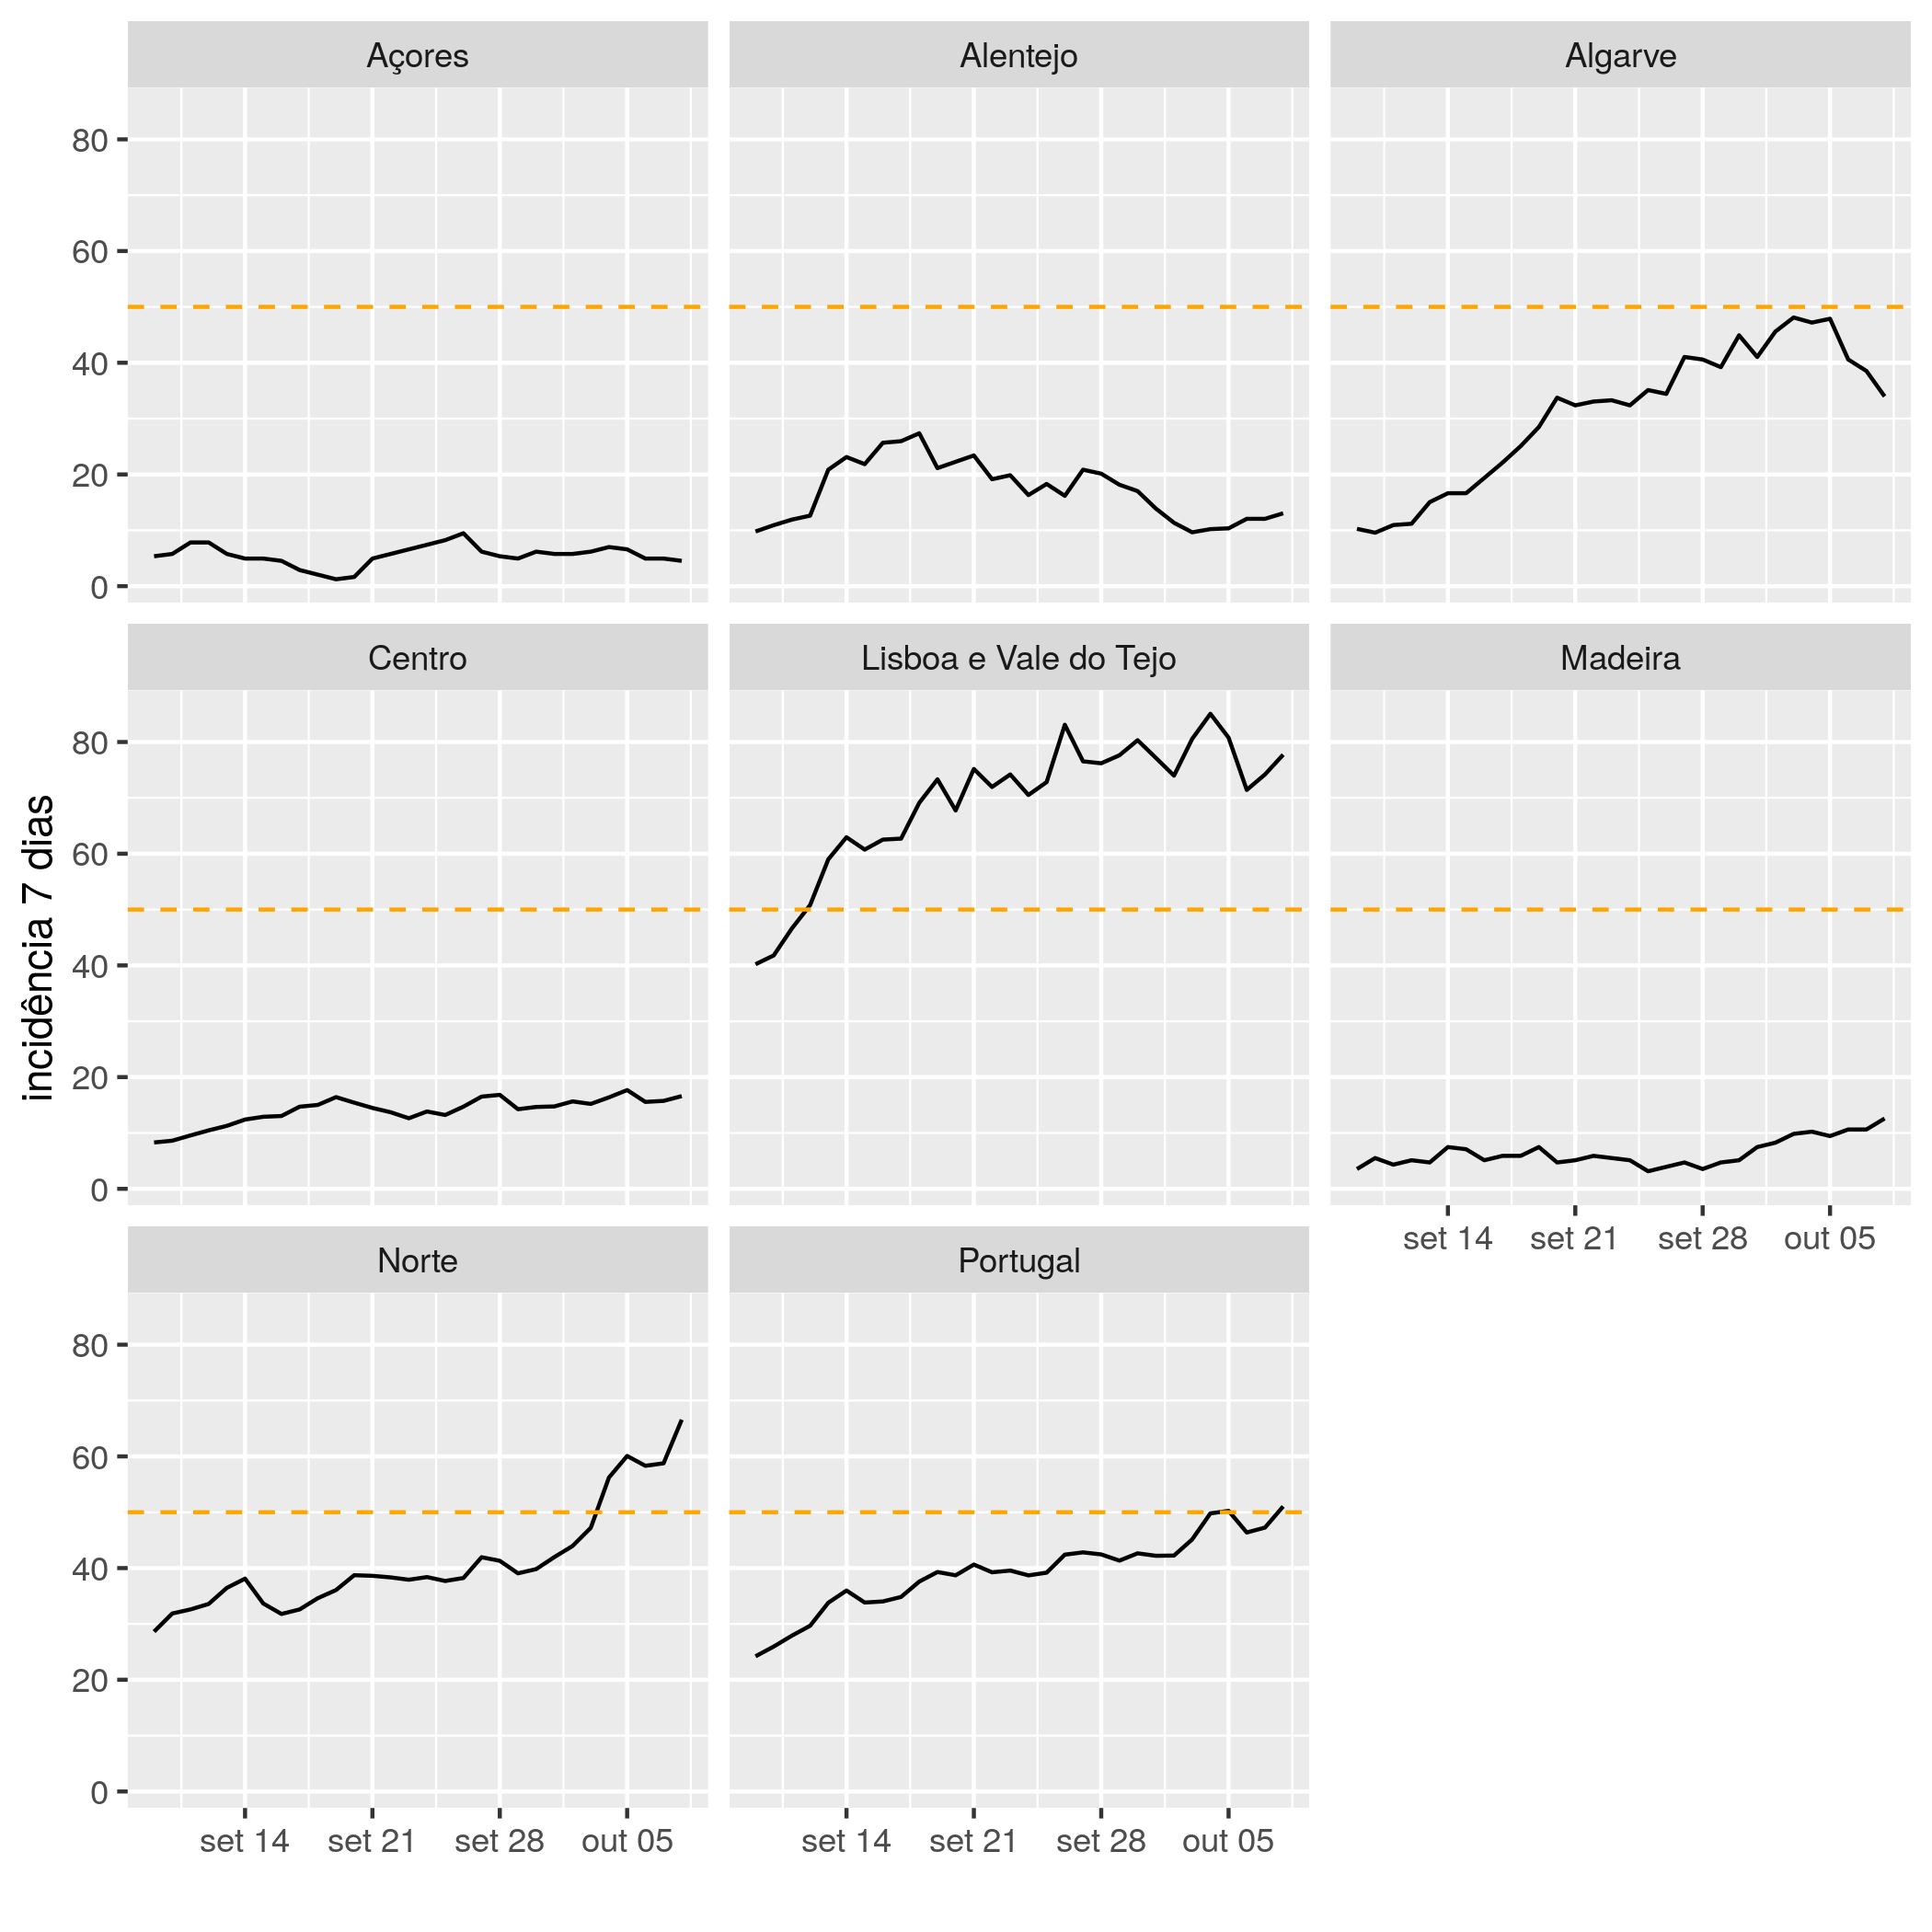 Açores Alentejo Algarve
80
60
40
20
0
Centro Lisboa e Vale do Tejo Madeira
80
60
40
20
0
set 14 set 21 set 28 out 05
Norte Portugal
80
60
40
20
0
set 14 set 21 set 28 out 05 set 14 set 21 set 28 out 05
incidência 7 dias